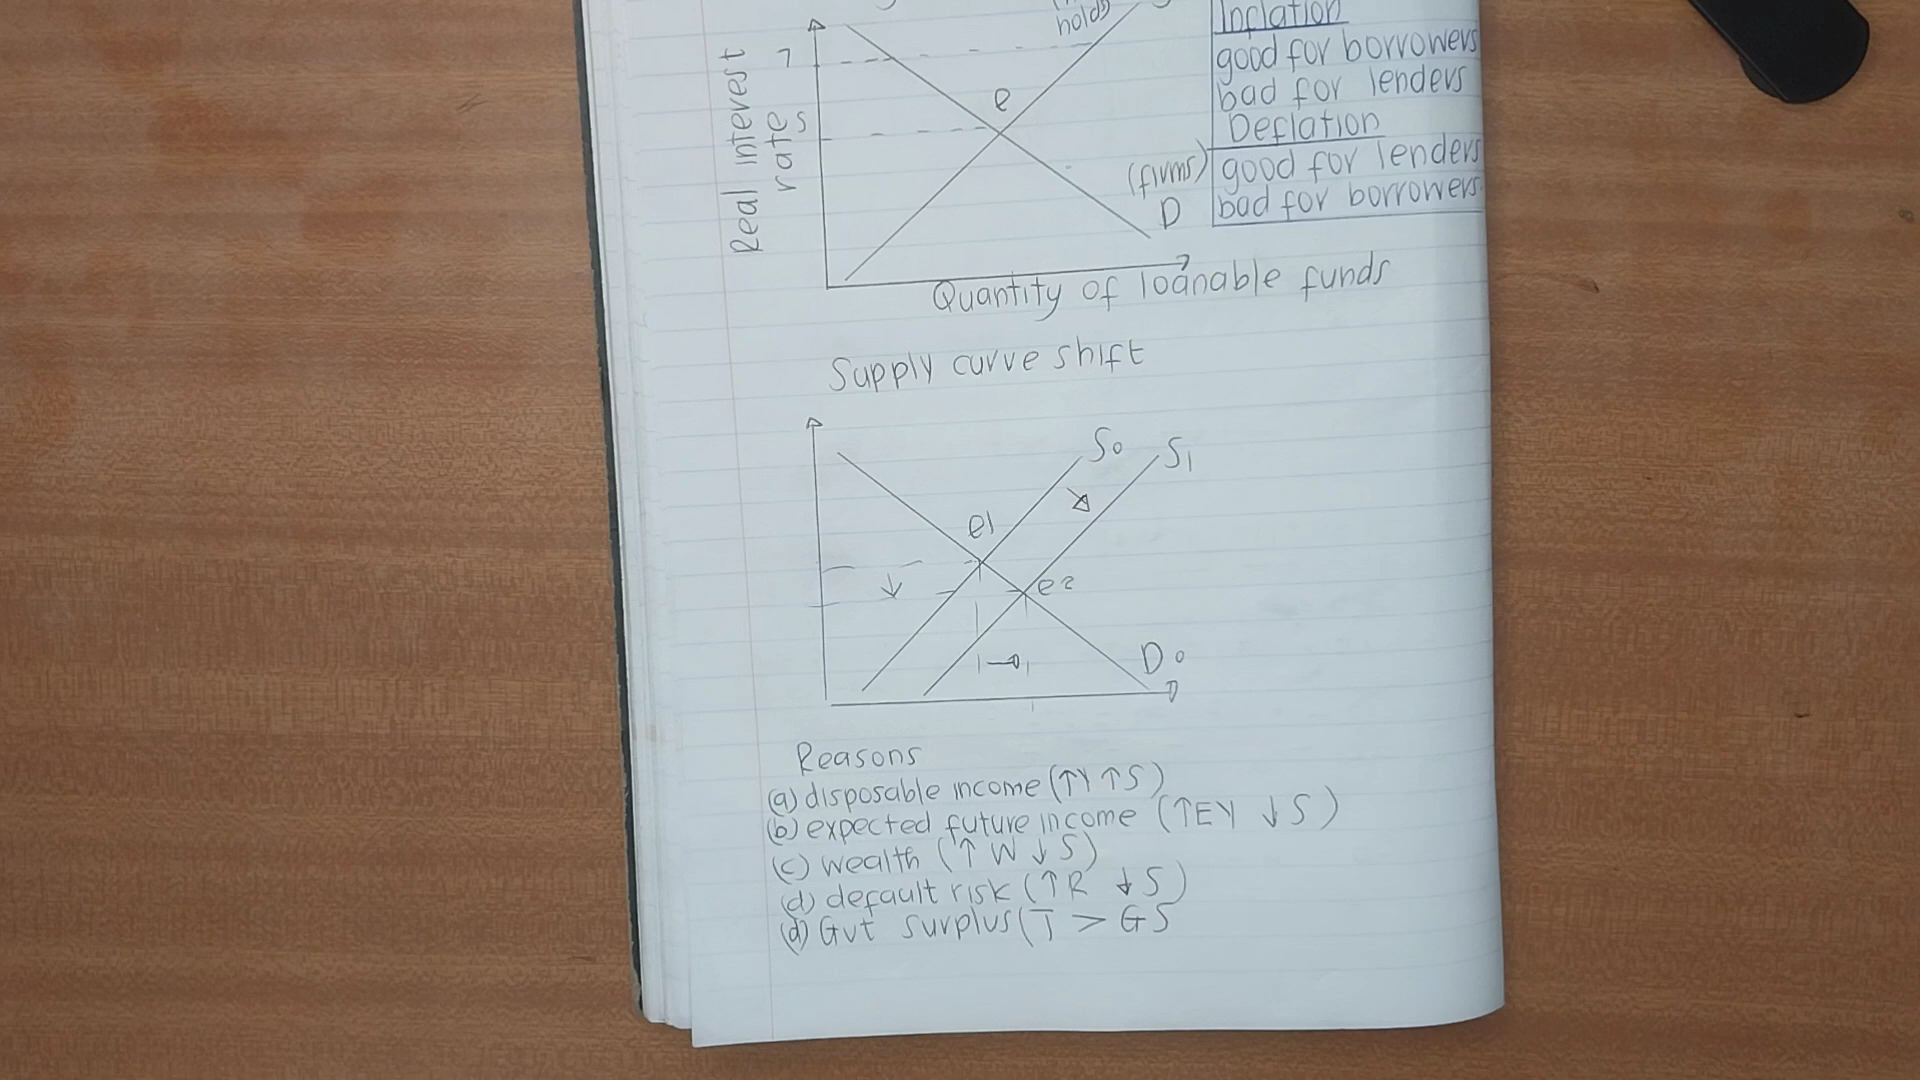 holds
Inflation
good for borrowers
bad for lenders
Deflation
good for lenders
bad for borrowers
Real interest
rate
7
5
e
(firms)
D
Quantity of loanable funds
Supply curve shift
S0
S1
e1
e2
D0
Reasons
(a) disposable income (↑Y ↑S)
(b) expected future income (↑EY ↓S)
(c) wealth (↑W ↓S)
(d) default risk (↑R ↓S)
(d) Gvt surplus (T > GS